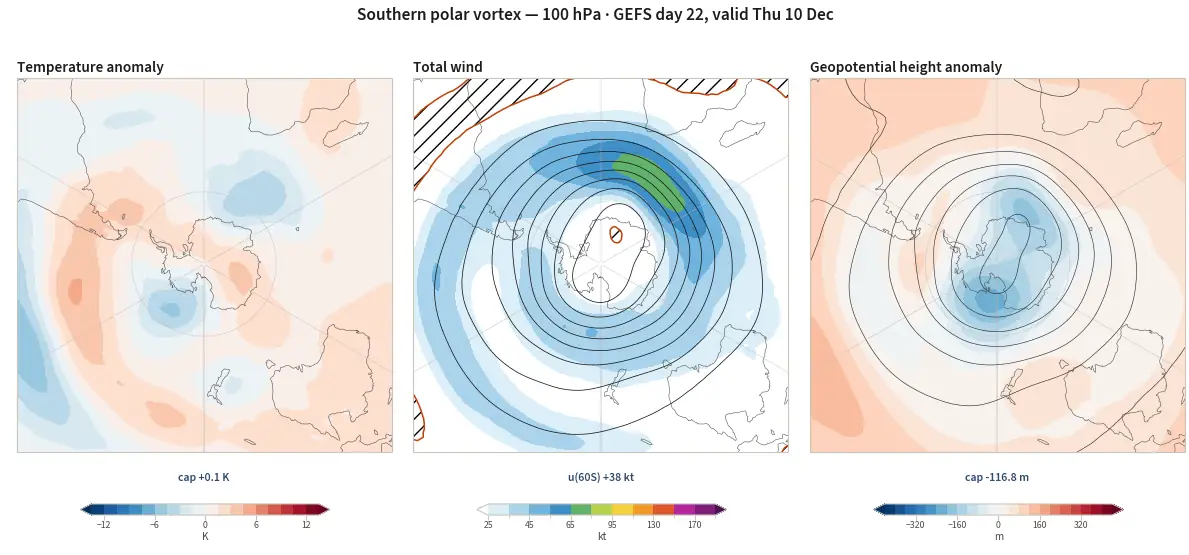 Southern polar vortex — 100 hPa · GEFS day 22, valid Thu 10 Dec
Temperature anomaly
Total wind
Geopotential height anomaly
cap +0.1 K
u(60S) +38 kt
cap -116.8 m
−12 −6 0 6 12
K
25 45 65 95 130 170
kt
−320 −160 0 160 320
m